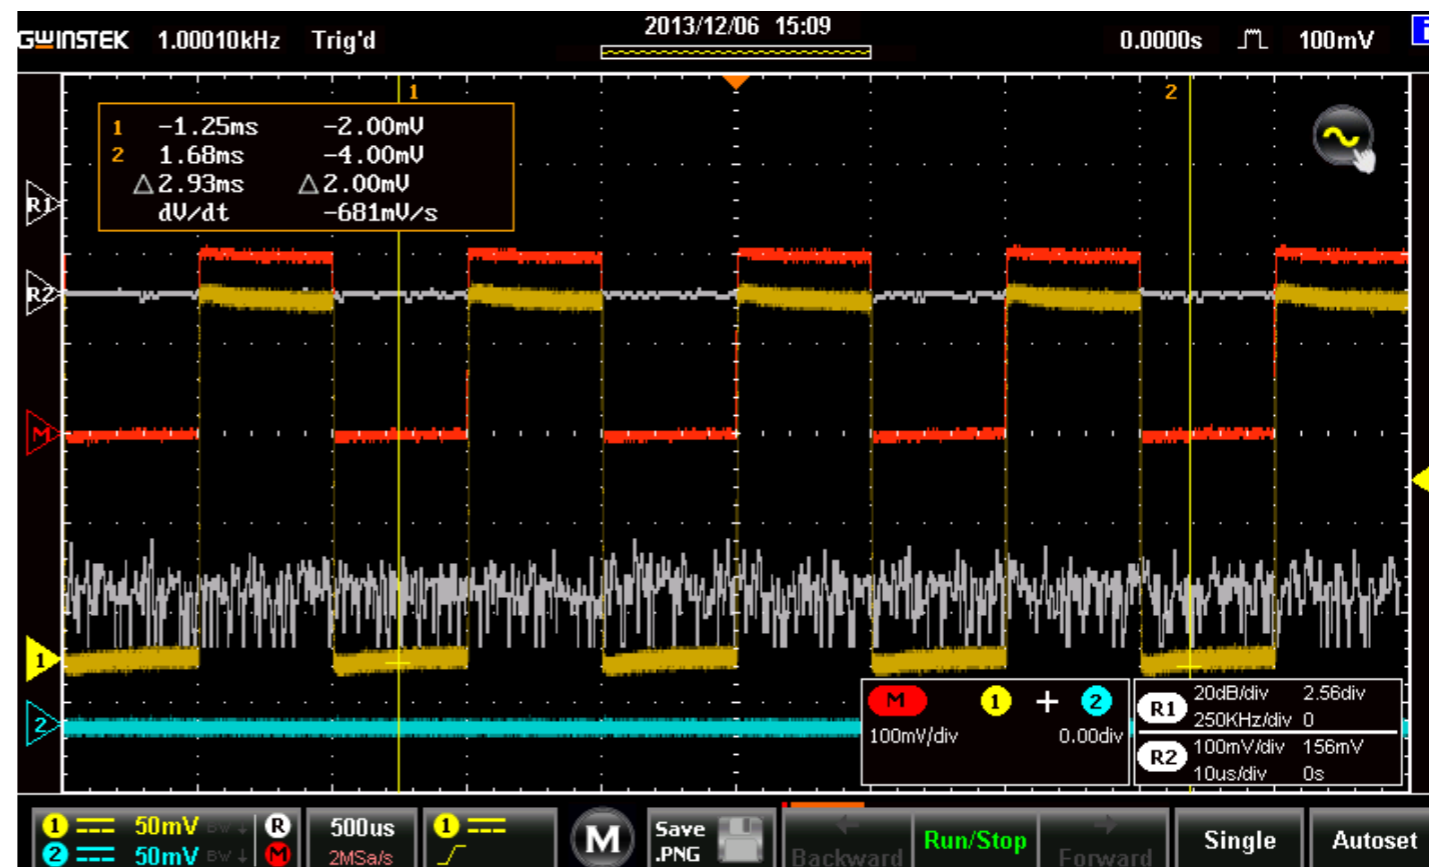 GWINSTEK 1.00010kHz Trig'd 2013/12/06 15:09 0.0000s 100mV
1 2
1 -1.25ms -2.00mV
2 1.68ms -4.00mV
△2.93ms △2.00mV
dV/dt -681mV/s
R1
R2
M
1
2
M 1 + 2
100mV/div 0.00div
R1 20dB/div 2.56div
250KHz/div 0
R2 100mV/div 156mV
10us/div 0s
1 50mV BW R
2 50mV BW M
500us
2MSa/s
1
M
Save
.PNG
Backward
Run/Stop
Forward
Single
Autoset